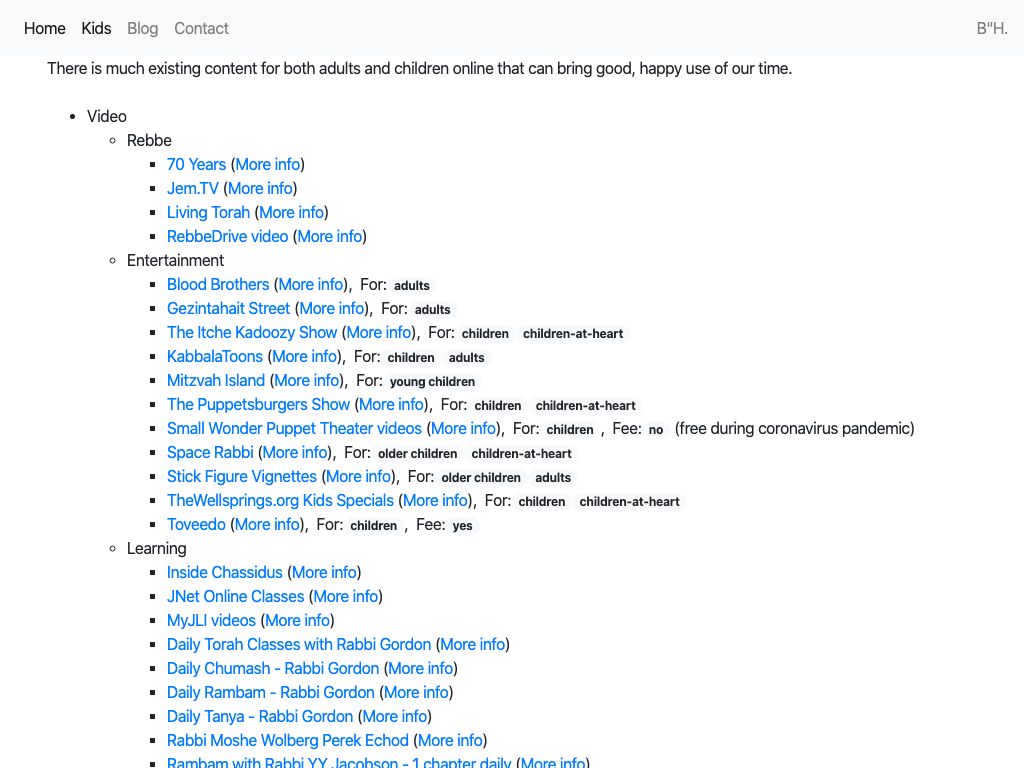 Home Kids Blog Contact B"H.
There is much existing content for both adults and children online that can bring good, happy use of our time.
Video
Rebbe
70 Years (More info)
Jem.TV (More info)
Living Torah (More info)
RebbeDrive video (More info)
Entertainment
Blood Brothers (More info), For: adults
Gezintahait Street (More info), For: adults
The Itche Kadoozy Show (More info), For: children children-at-heart
KabbalaToons (More info), For: children adults
Mitzvah Island (More info), For: young children
The Puppetsburgers Show (More info), For: children children-at-heart
Small Wonder Puppet Theater videos (More info), For: children , Fee: no (free during coronavirus pandemic)
Space Rabbi (More info), For: older children children-at-heart
Stick Figure Vignettes (More info), For: older children adults
TheWellsprings.org Kids Specials (More info), For: children children-at-heart
Toveedo (More info), For: children , Fee: yes
Learning
Inside Chassidus (More info)
JNet Online Classes (More info)
MyJLI videos (More info)
Daily Torah Classes with Rabbi Gordon (More info)
Daily Chumash - Rabbi Gordon (More info)
Daily Rambam - Rabbi Gordon (More info)
Daily Tanya - Rabbi Gordon (More info)
Rabbi Moshe Wolberg Perek Echod (More info)
Rambam with Rabbi YY Jacobson - 1 chapter daily (More info)